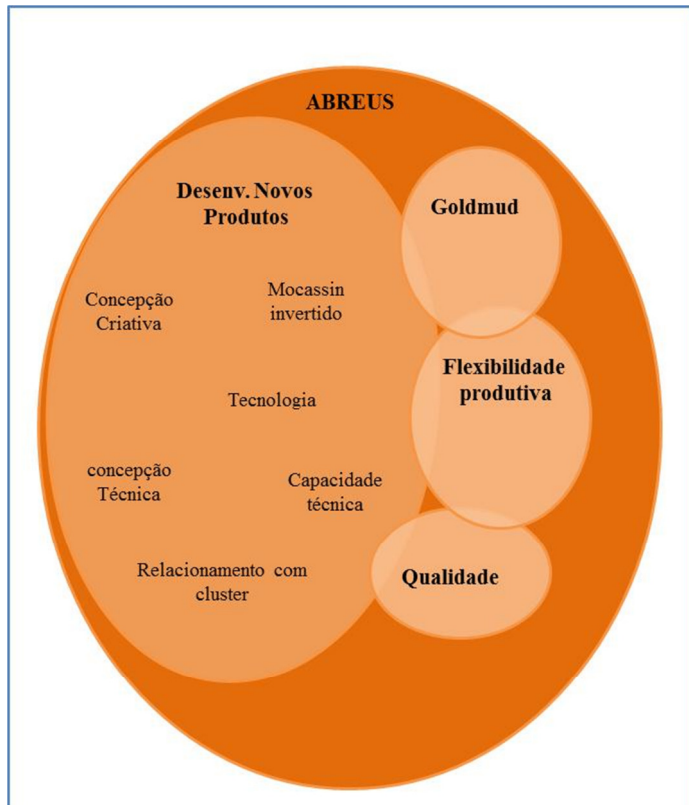 ABREUS
Desenv. Novos
Produtos
Goldmud
Concepção
Criativa
Mocassin
invertido
Flexibilidade
produtiva
Tecnologia
concepção
Técnica
Capacidade
técnica
Relacionamento com
cluster
Qualidade